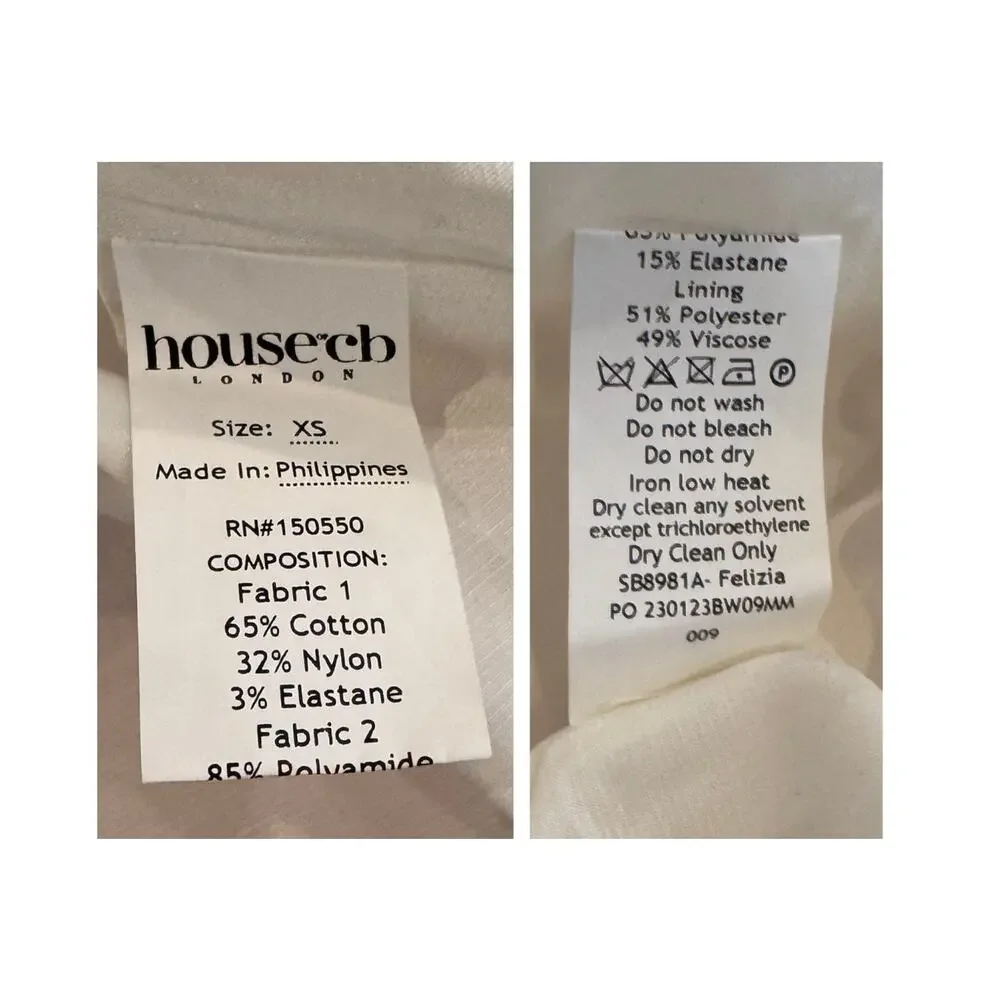 house of cb
LONDON
Size: XS
Made In: Philippines
RN#150550
COMPOSITION:
Fabric 1
65% Cotton
32% Nylon
3% Elastane
Fabric 2
85% Polyamide
85% Polyamide
15% Elastane
Lining
51% Polyester
49% Viscose
P
Do not wash
Do not bleach
Do not dry
Iron low heat
Dry clean any solvent
except trichloroethylene
Dry Clean Only
SB8981A- Felizia
PO 230123BW09MM
009